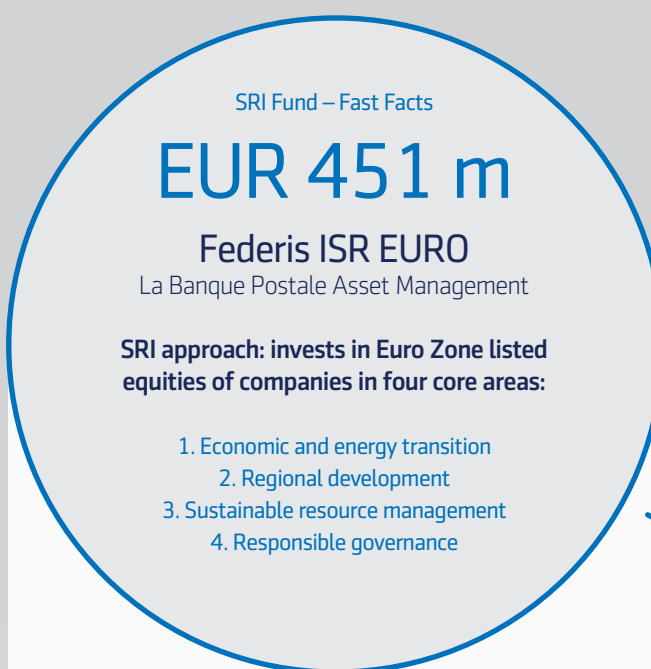 SRI Fund – Fast Facts
EUR 451 m
Federis ISR EURO
La Banque Postale Asset Management
SRI approach: invests in Euro Zone listed
equities of companies in four core areas:
1. Economic and energy transition
2. Regional development
3. Sustainable resource management
4. Responsible governance